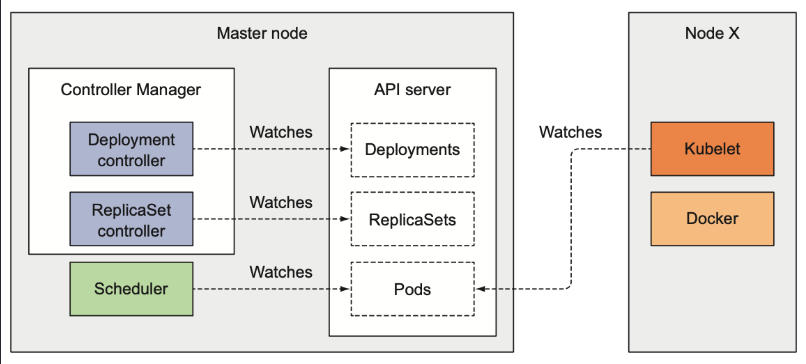 Master node
Node X
Controller Manager
API server
Deployment
controller
Watches
Deployments
Watches
Kubelet
ReplicaSet
controller
Watches
ReplicaSets
Docker
Scheduler
Watches
Pods